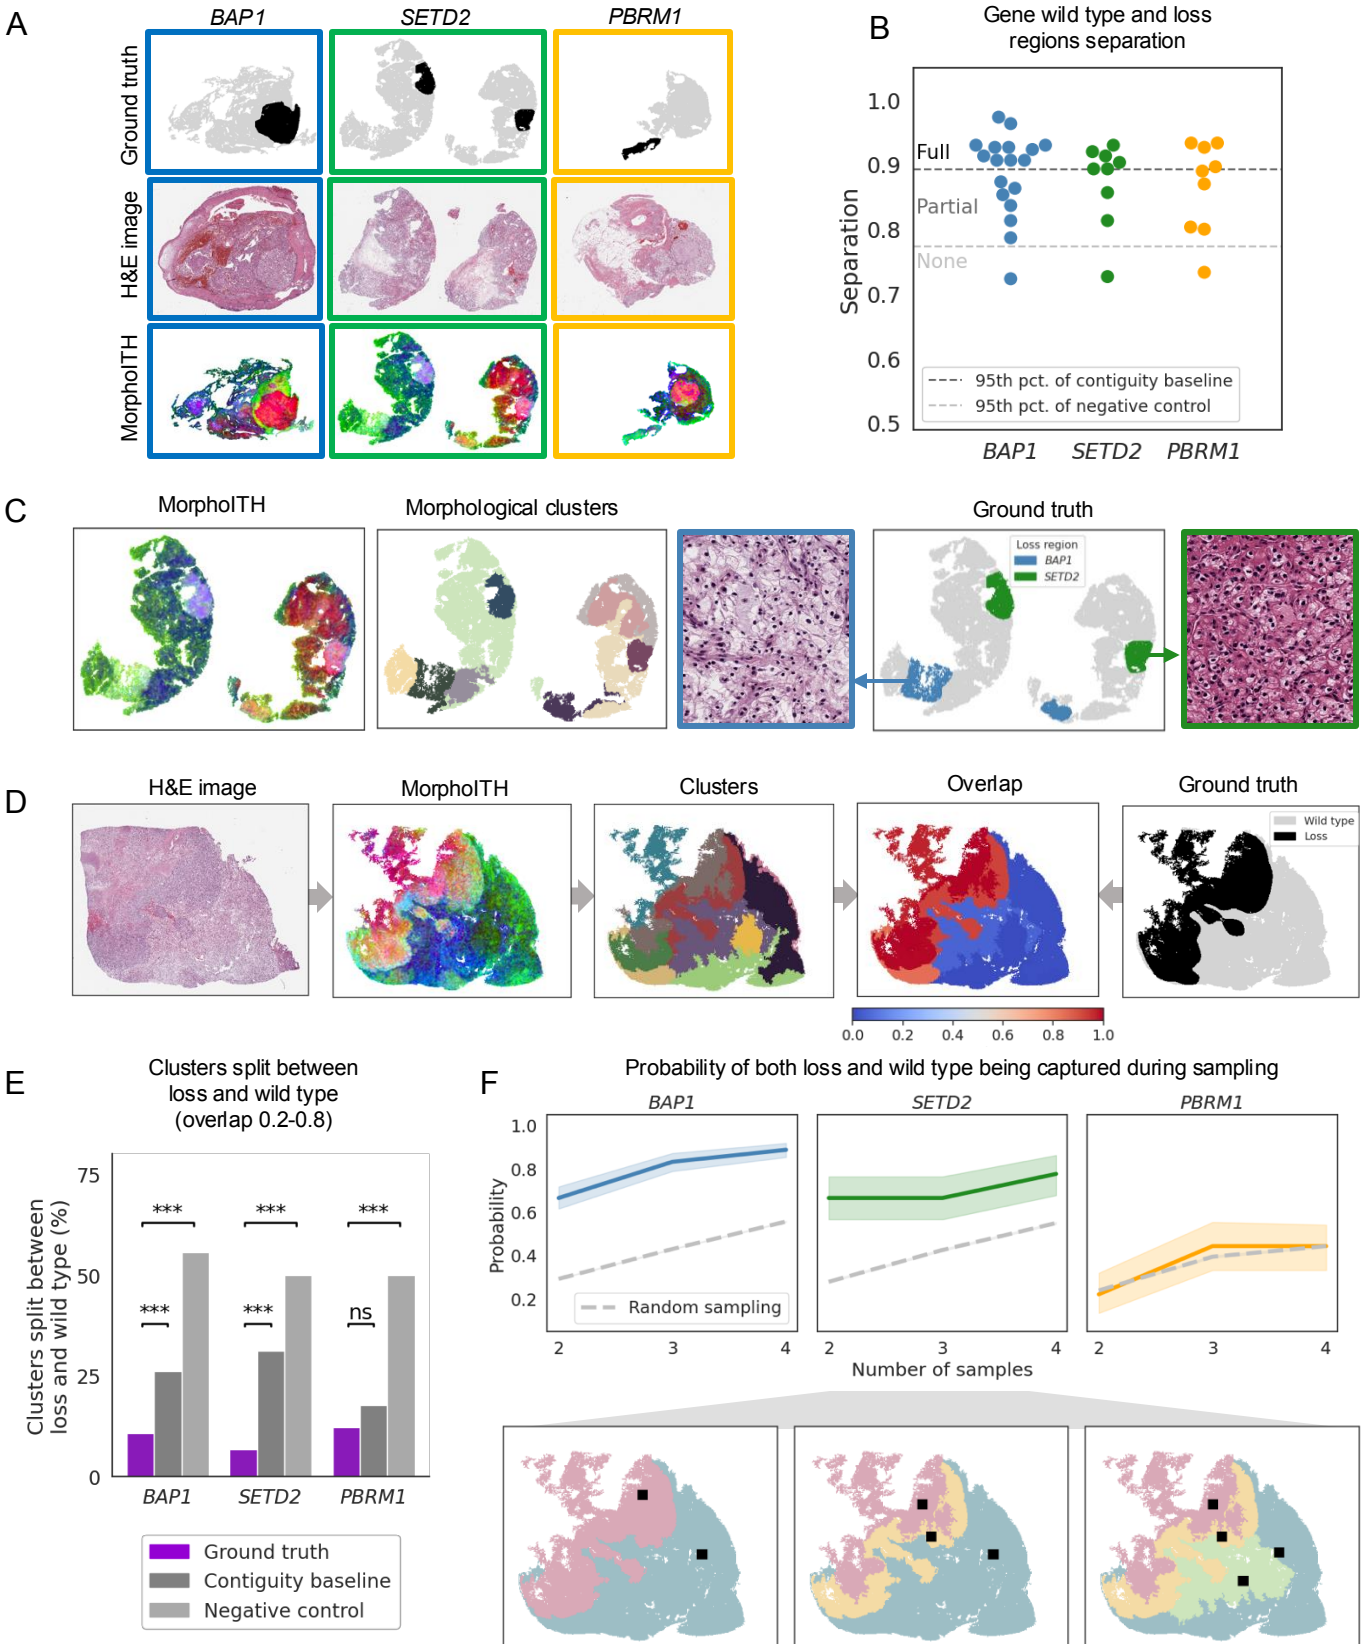 A
BAP1
SETD2
PBRM1
Ground truth
H&E image
MorphoITH
B
Gene wild type and loss
regions separation
Separation
1.0
0.9
0.8
0.7
0.6
0.5
Full
Partial
None
95th pct. of contiguity baseline
95th pct. of negative control
BAP1
SETD2
PBRM1
C
MorphoITH
Morphological clusters
Ground truth
Loss region
BAP1
SETD2
D
H&E image
MorphoITH
Clusters
Overlap
Ground truth
Wild type
Loss
0.0
0.2
0.4
0.6
0.8
1.0
E
Clusters split between
loss and wild type
(overlap 0.2-0.8)
Clusters split between
loss and wild type (%)
75
50
25
0
***
***
***
***
***
ns
BAP1
SETD2
PBRM1
Ground truth
Contiguity baseline
Negative control
F
Probability of both loss and wild type being captured during sampling
BAP1
SETD2
PBRM1
Probability
1.0
0.8
0.6
0.4
0.2
Random sampling
2
3
4
2
3
4
2
3
4
Number of samples